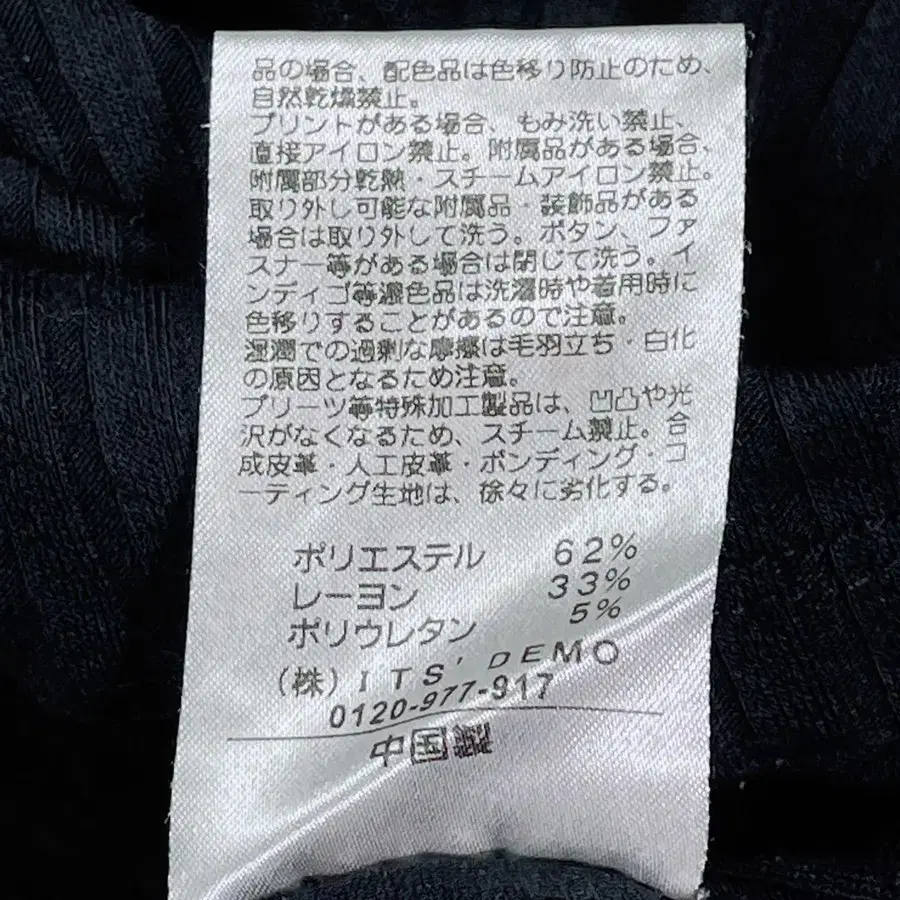 品の場合、配色品は色移り防止のため、
自然乾燥禁止。
プリントがある場合、もみ洗い禁止、
直接アイロン禁止。附属品がある場合、
附属部分乾熱・スチームアイロン禁止。
取り外し可能な附属品・装飾品がある
場合は取り外して洗う。ボタン、ファ
スナー等がある場合は閉じて洗う。イ
ンディゴ等濃色品は洗濯時や着用時に
色移りすることがあるので注意。
湿潤での過剰な摩擦は毛羽立ち・白化
の原因となるため注意。
プリーツ等特殊加工製品は、凹凸や光
沢がなくなるため、スチーム禁止。合
成皮革・人工皮革・ボンディング・コ
ーティング生地は、徐々に劣化する。
ポリエステル 62%
レーヨン 33%
ポリウレタン 5%
(株)ITS'DEMO
0120-977-917
中国製